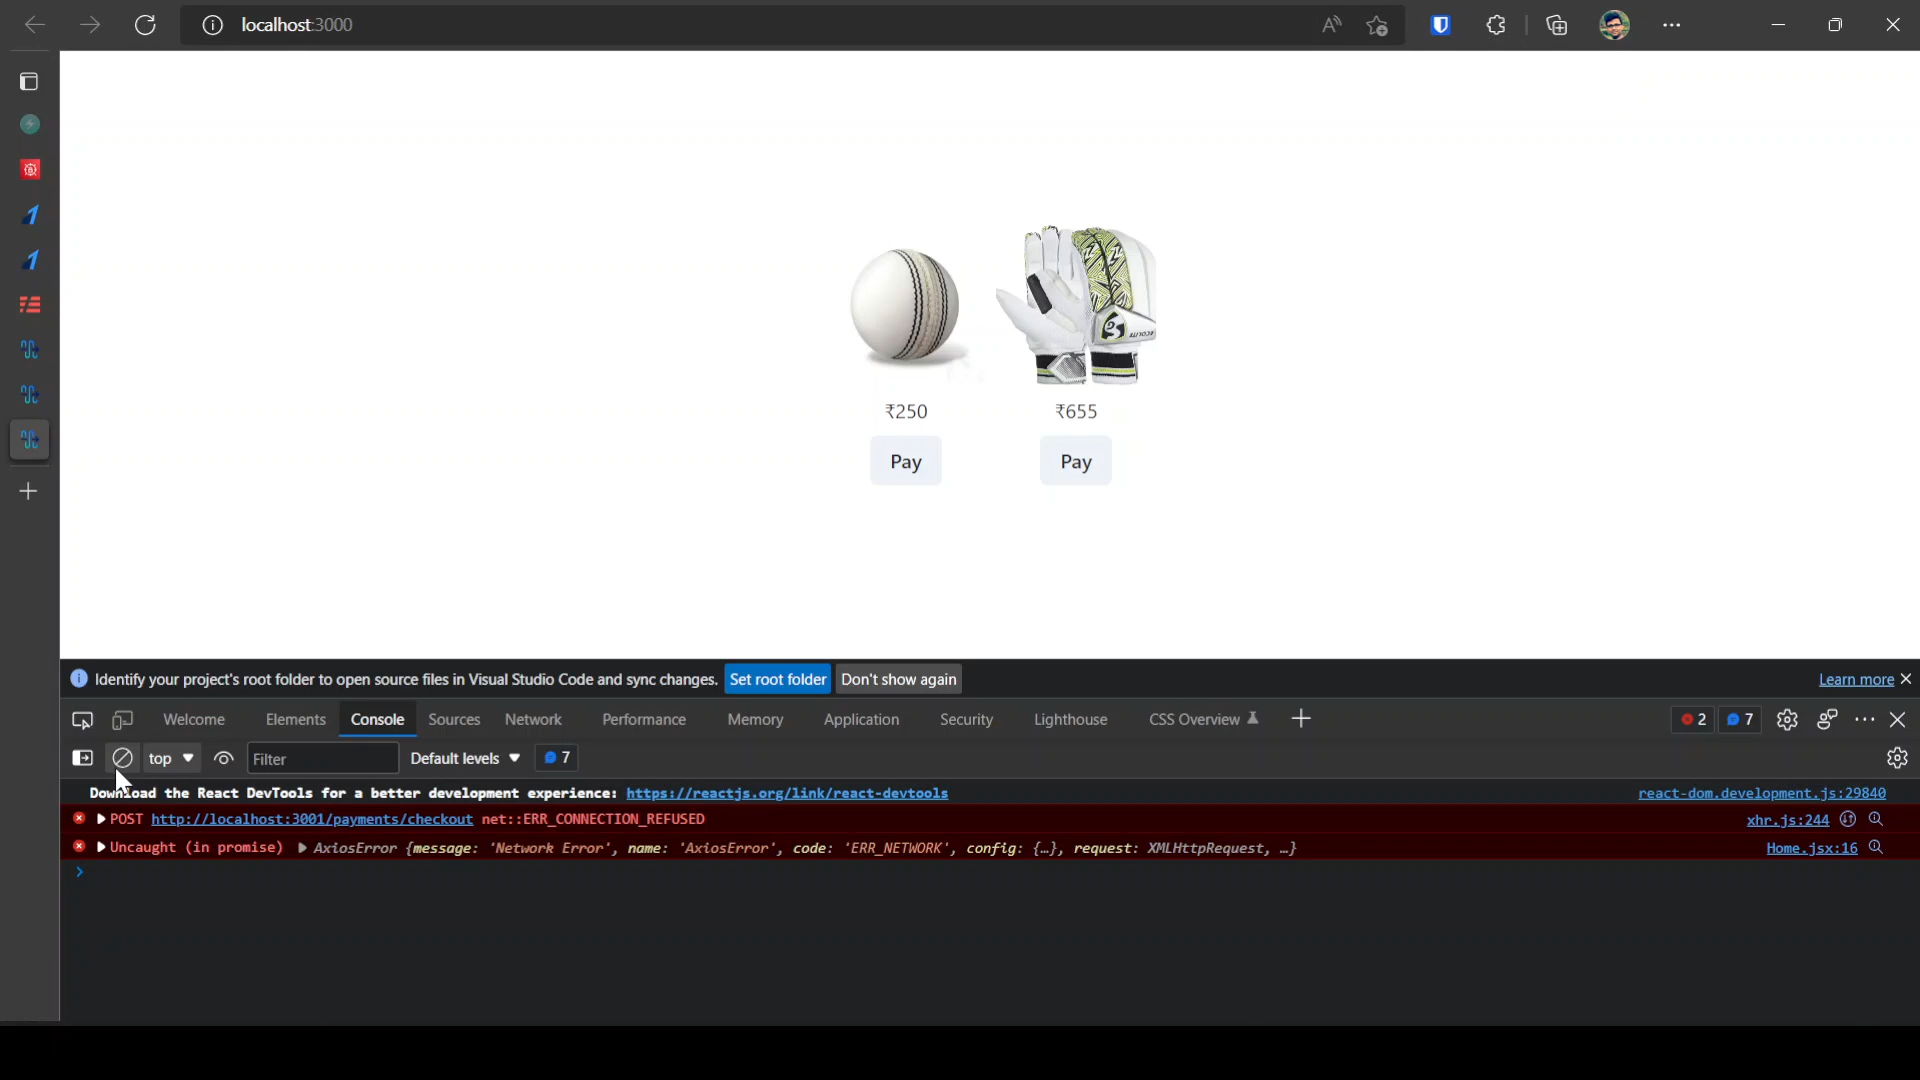 localhost:3000
₹250
₹655
Pay
Pay
Identify your project's root folder to open source files in Visual Studio Code and sync changes. Set root folder Don't show again Learn more
Welcome Elements Console Sources Network Performance Memory Application Security Lighthouse CSS Overview 2 7
top Filter Default levels 7
Download the React DevTools for a better development experience: https://reactjs.org/link/react-devtools react-dom.development.js:29840
POST http://localhost:3001/payments/checkout net::ERR_CONNECTION_REFUSED xhr.js:244
Uncaught (in promise) AxiosError {message: 'Network Error', name: 'AxiosError', code: 'ERR_NETWORK', config: {…}, request: XMLHttpRequest, …} Home.jsx:16